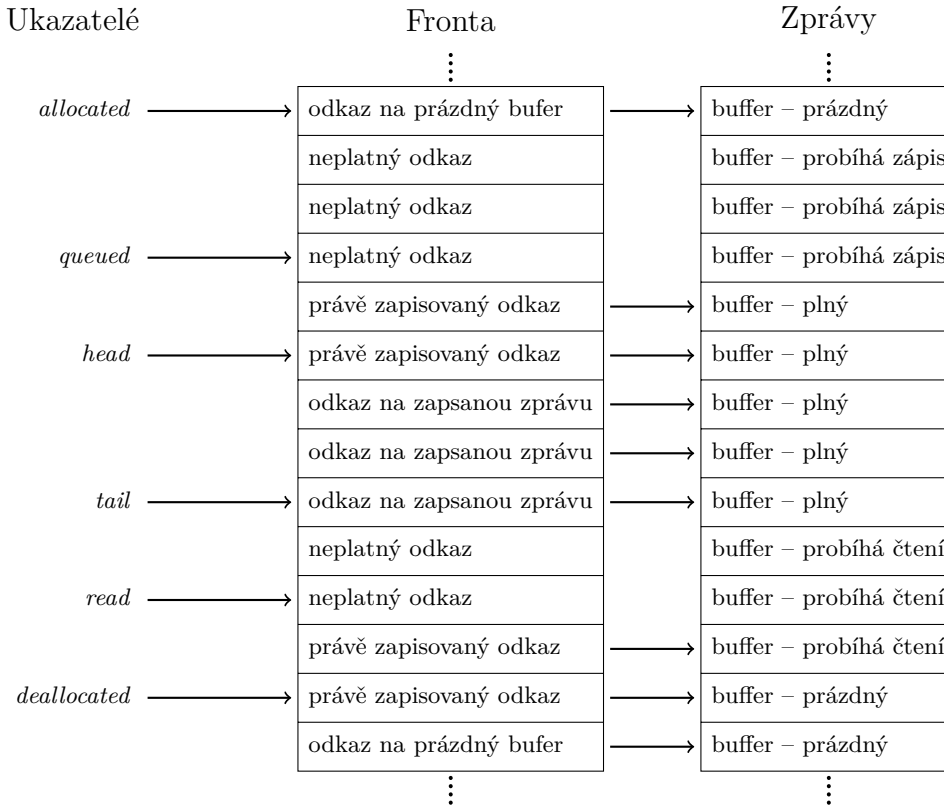 Ukazatelé Fronta Zprávy
allocated odkaz na prázdný bufer buffer – prázdný
neplatný odkaz buffer – probíhá zápis
neplatný odkaz buffer – probíhá zápis
queued neplatný odkaz buffer – probíhá zápis
právě zapisovaný odkaz buffer – plný
head právě zapisovaný odkaz buffer – plný
odkaz na zapsanou zprávu buffer – plný
odkaz na zapsanou zprávu buffer – plný
tail odkaz na zapsanou zprávu buffer – plný
neplatný odkaz buffer – probíhá čtení
read neplatný odkaz buffer – probíhá čtení
právě zapisovaný odkaz buffer – probíhá čtení
deallocated právě zapisovaný odkaz buffer – prázdný
odkaz na prázdný bufer buffer – prázdný